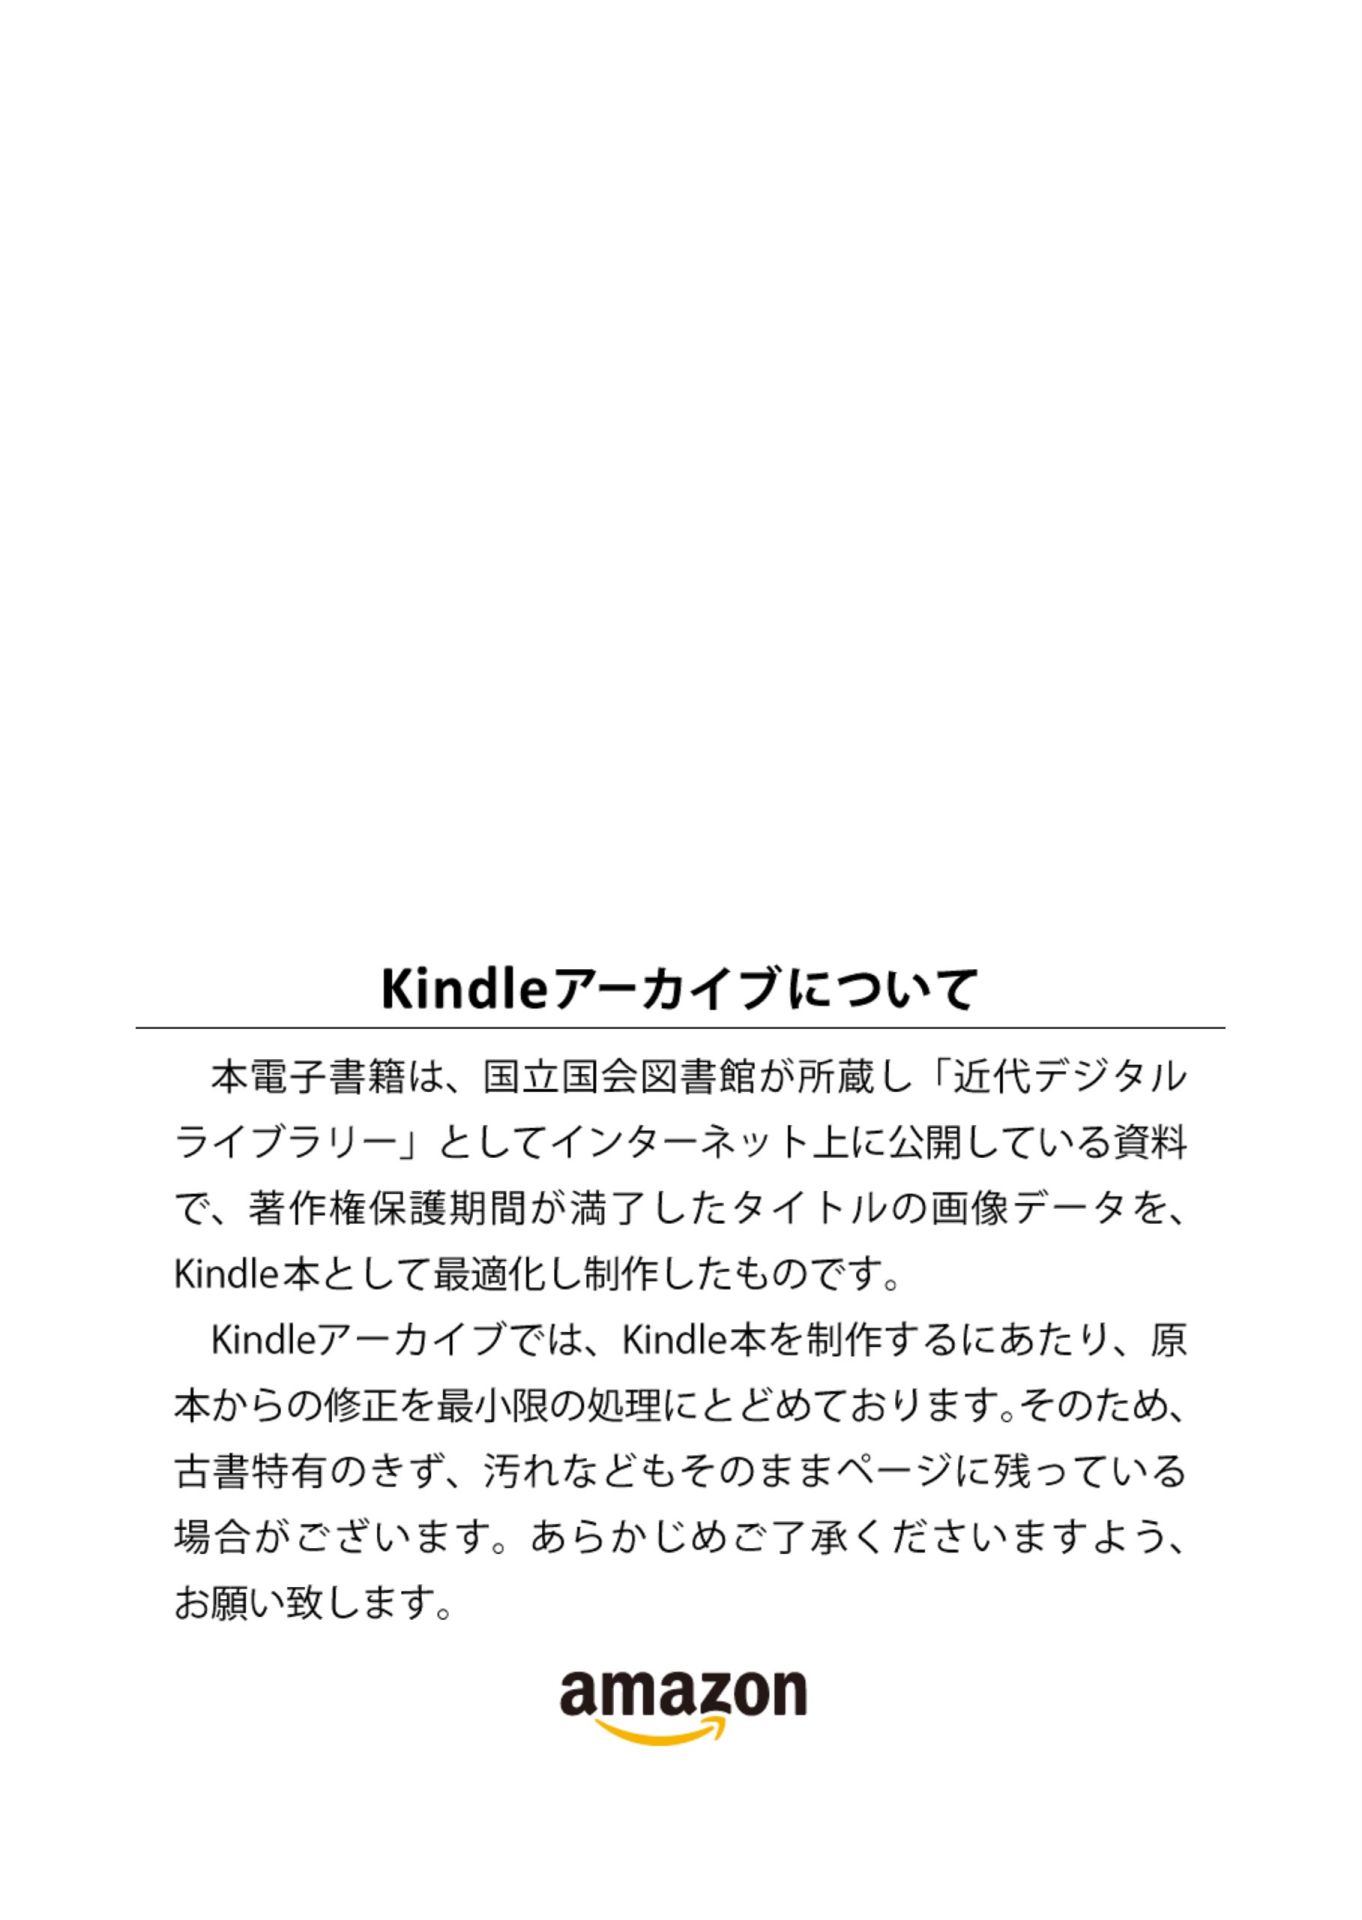 Kindleアーカイブについて
本電子書籍は、国立国会図書館が所蔵し「近代デジタル
ライブラリー」としてインターネット上に公開している資料
で、著作権保護期間が満了したタイトルの画像データを、
Kindle本として最適化し制作したものです。
Kindleアーカイブでは、Kindle本を制作するにあたり、原
本からの修正を最小限の処理にとどめております。そのため、
古書特有のきず、汚れなどもそのままページに残っている
場合がございます。あらかじめご了承くださいますよう、
お願い致します。
amazon